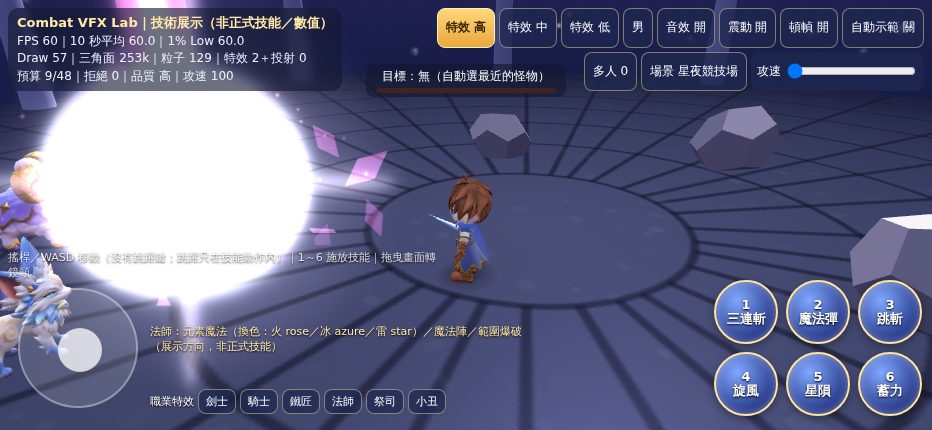 Combat VFX Lab｜技術展示（非正式技能／數值）
FPS 60｜10 秒平均 60.0｜1% Low 60.0
Draw 57｜三角面 253k｜粒子 129｜特效 2＋投射 0
預算 9/48｜拒絕 0｜品質 高｜攻速 100
特效 高
特效 中
特效 低
男
音效 開
震動 開
頓幀 開
自動示範 關
目標：無（自動選最近的怪物）
多人 0
場景 星夜競技場
攻速
搖桿／WASD 移動（沒有跳躍鍵；跳躍只在技能動作內）｜1~6 施放技能｜拖曳畫面轉
鏡頭
法師：元素魔法（換色：火 rose／冰 azure／雷 star）／魔法陣／範圍爆破
（展示方向，非正式技能）
職業特效
劍士
騎士
鐵匠
法師
祭司
小丑
1
三連斬
2
魔法彈
3
跳斬
4
旋風
5
星隕
6
蓄力